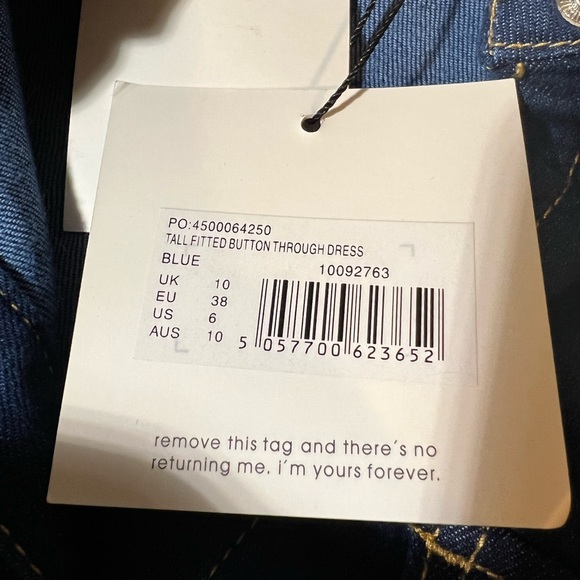 PO:4500064250
TALL FITTED BUTTON THROUGH DRESS
BLUE 10092763
UK 10
EU 38
US 6
AUS 10
5 057700 623652
remove this tag and there's no
returning me. i'm yours forever.